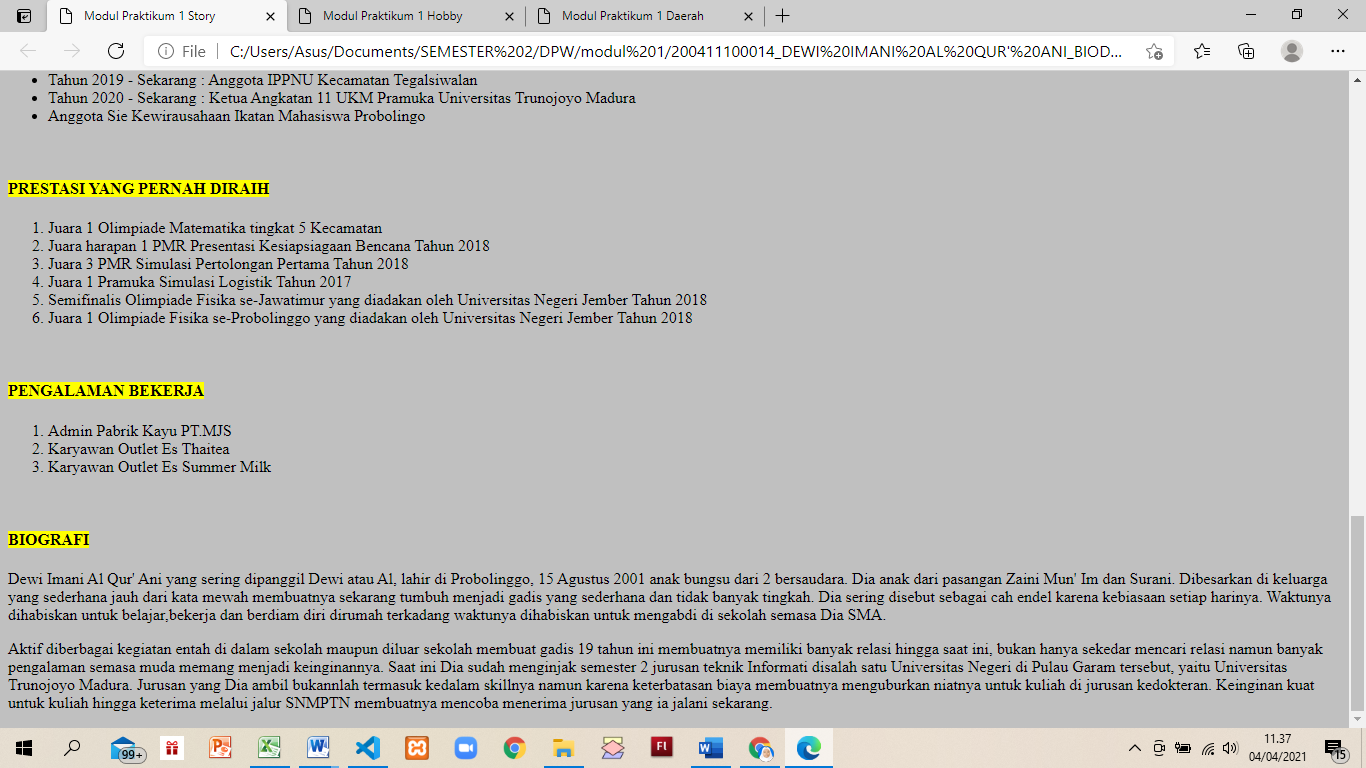 Modul Praktikum 1 Story
Modul Praktikum 1 Hobby
Modul Praktikum 1 Daerah
File
C:/Users/Asus/Documents/SEMESTER%202/DPW/modul%201/200411100014_DEWI%20IMANI%20AL%20QUR'%20ANI_BIOD...
Tahun 2019 - Sekarang : Anggota IPPNU Kecamatan Tegalsiwalan
Tahun 2020 - Sekarang : Ketua Angkatan 11 UKM Pramuka Universitas Trunojoyo Madura
Anggota Sie Kewirausahaan Ikatan Mahasiswa Probolingo
PRESTASI YANG PERNAH DIRAIH
1. Juara 1 Olimpiade Matematika tingkat 5 Kecamatan
2. Juara harapan 1 PMR Presentasi Kesiapsiagaan Bencana Tahun 2018
3. Juara 3 PMR Simulasi Pertolongan Pertama Tahun 2018
4. Juara 1 Pramuka Simulasi Logistik Tahun 2017
5. Semifinalis Olimpiade Fisika se-Jawatimur yang diadakan oleh Universitas Negeri Jember Tahun 2018
6. Juara 1 Olimpiade Fisika se-Probolinggo yang diadakan oleh Universitas Negeri Jember Tahun 2018
PENGALAMAN BEKERJA
1. Admin Pabrik Kayu PT.MJS
2. Karyawan Outlet Es Thaitea
3. Karyawan Outlet Es Summer Milk
BIOGRAFI
Dewi Imani Al Qur' Ani yang sering dipanggil Dewi atau Al, lahir di Probolinggo, 15 Agustus 2001 anak bungsu dari 2 bersaudara. Dia anak dari pasangan Zaini Mun' Im dan Surani. Dibesarkan di keluarga
yang sederhana jauh dari kata mewah membuatnya sekarang tumbuh menjadi gadis yang sederhana dan tidak banyak tingkah. Dia sering disebut sebagai cah endel karena kebiasaan setiap harinya. Waktunya
dihabiskan untuk belajar,bekerja dan berdiam diri dirumah terkadang waktunya dihabiskan untuk mengabdi di sekolah semasa Dia SMA.
Aktif diberbagai kegiatan entah di dalam sekolah maupun diluar sekolah membuat gadis 19 tahun ini membuatnya memiliki banyak relasi hingga saat ini, bukan hanya sekedar mencari relasi namun banyak
pengalaman semasa muda memang menjadi keinginannya. Saat ini Dia sudah menginjak semester 2 jurusan teknik Informati disalah satu Universitas Negeri di Pulau Garam tersebut, yaitu Universitas
Trunojoyo Madura. Jurusan yang Dia ambil bukannlah termasuk kedalam skillnya namun karena keterbatasan biaya membuatnya menguburkan niatnya untuk kuliah di jurusan kedokteran. Keinginan kuat
untuk kuliah hingga keterima melalui jalur SNMPTN membuatnya mencoba menerima jurusan yang ia jalani sekarang.
99+
Fl
11.37
04/04/2021
15